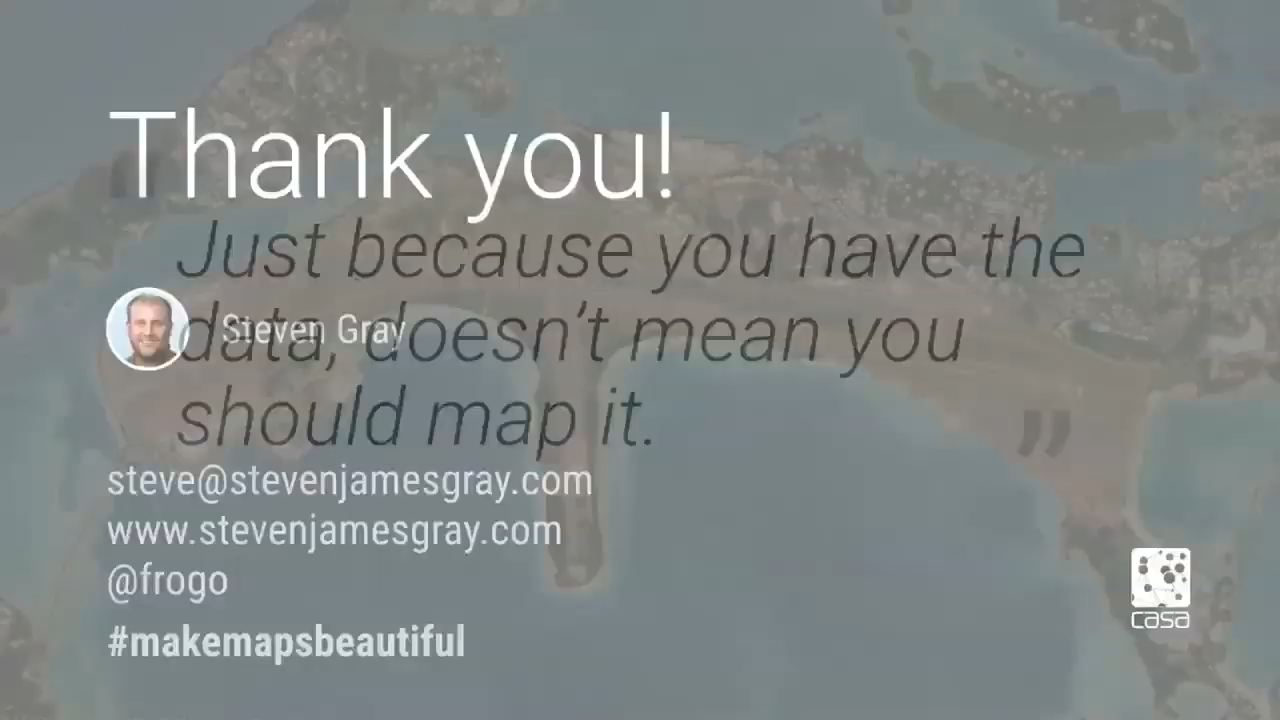 Thank you!
Just because you have the
data, doesn't mean you
should map it.
”
Steven Gray
steve@stevenjamesgray.com
www.stevenjamesgray.com
@frogo
#makemapsbeautiful
casa